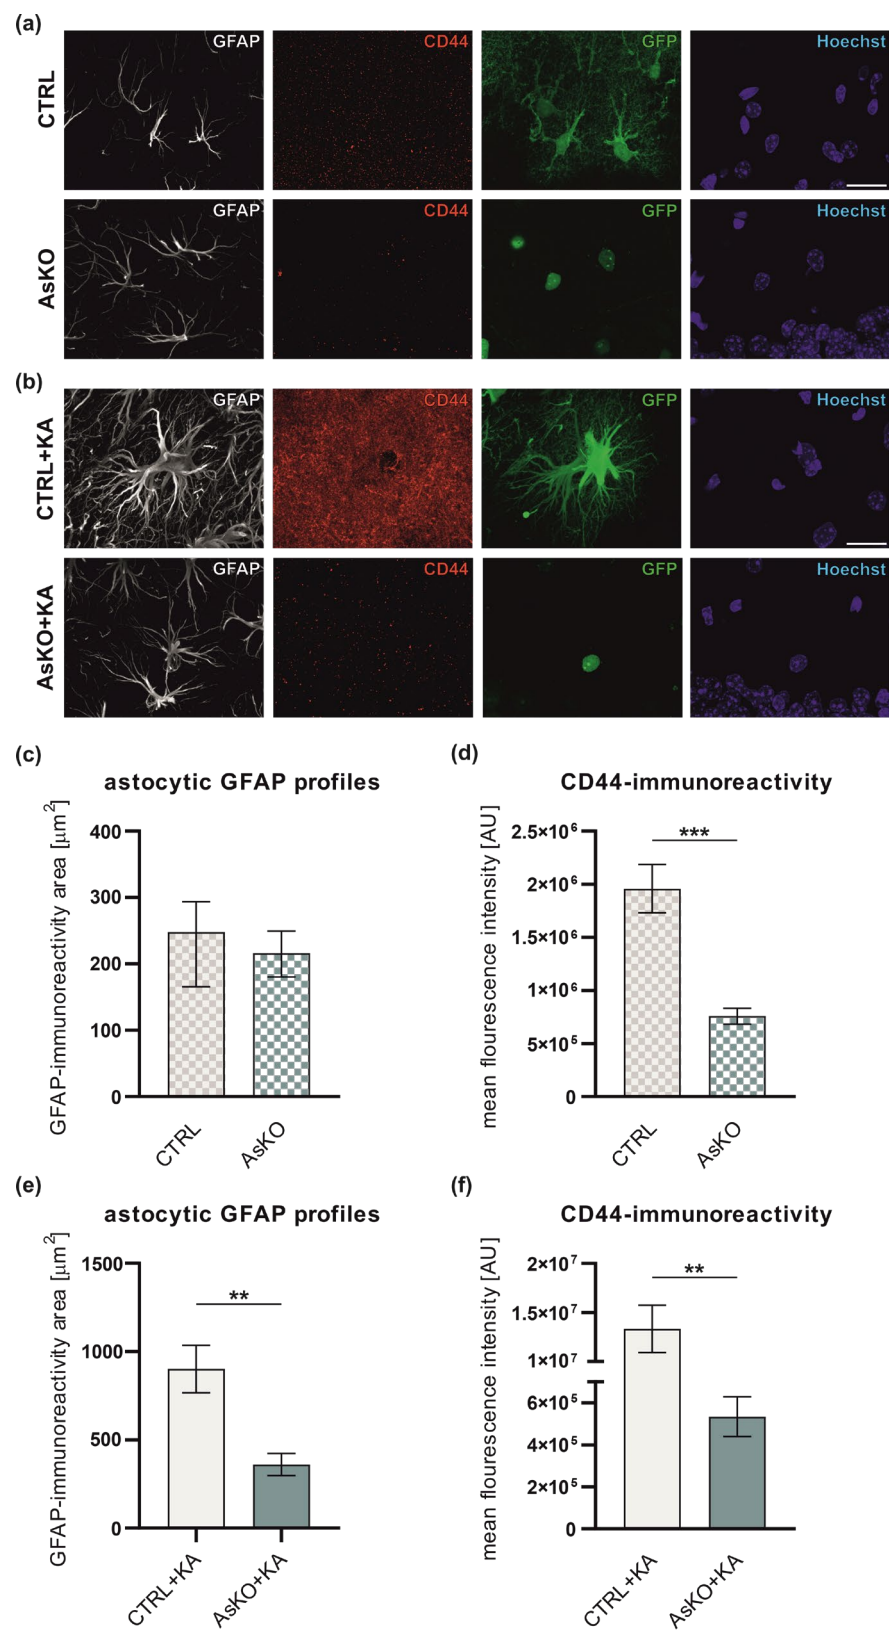 (a)
CTRL
GFAP
CD44
GFP
Hoechst
AsKO
GFAP
CD44
GFP
Hoechst
(b)
CTRL+KA
GFAP
CD44
GFP
Hoechst
AsKO+KA
GFAP
CD44
GFP
Hoechst
(c)
astocytic GFAP profiles
GFAP-immunoreactivity area [µm²]
400
300
200
100
0
CTRL
AsKO
(d)
CD44-immunoreactivity
mean flourescence intensity [AU]
2.5×10⁶
2×10⁶
1.5×10⁶
1×10⁶
5×10⁵
0
***
CTRL
AsKO
(e)
astocytic GFAP profiles
GFAP-immunoreactivity area [µm²]
1500
1000
500
0
**
CTRL+KA
AsKO+KA
(f)
CD44-immunoreactivity
mean flourescence intensity [AU]
2×10⁷
1.5×10⁷
1×10⁷
6×10⁵
4×10⁵
2×10⁵
0
**
CTRL+KA
AsKO+KA